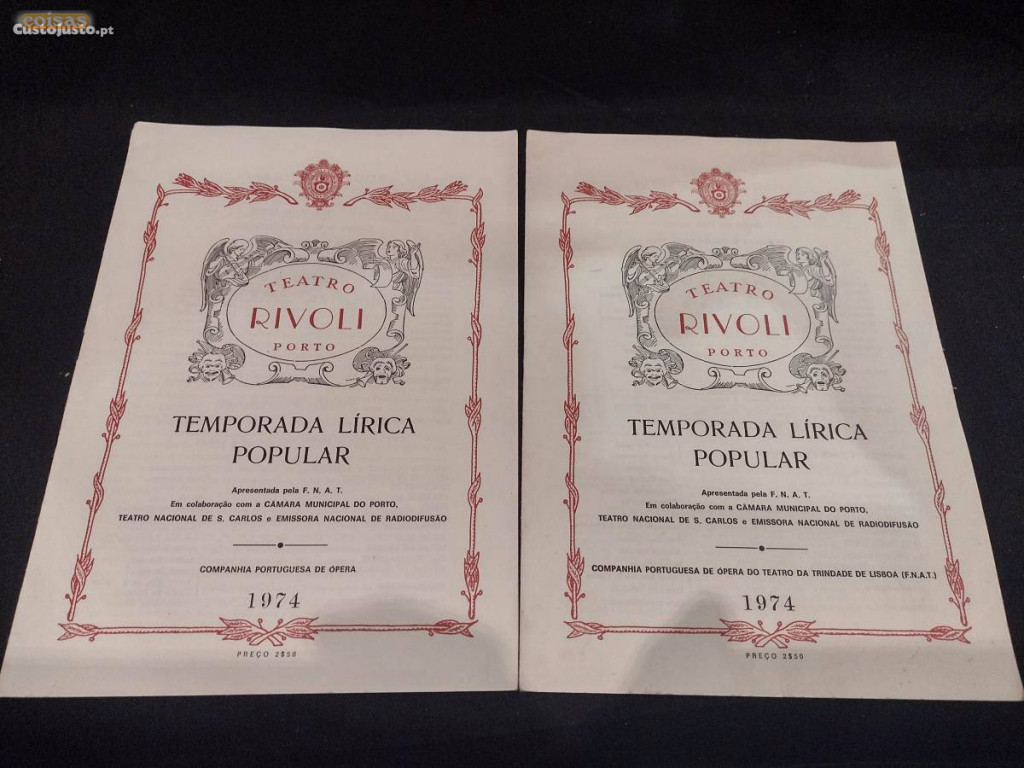 coisas
CustoJusto.pt
TEATRO
RIVOLI
PORTO
TEMPORADA LÍRICA
POPULAR
Apresentada pela F. N. A. T.
Em colaboração com a CÂMARA MUNICIPAL DO PORTO,
TEATRO NACIONAL DE S. CARLOS e EMISSORA NACIONAL DE RADIODIFUSÃO
COMPANHIA PORTUGUESA DE ÓPERA
1974
PREÇO 2$50
TEATRO
RIVOLI
PORTO
TEMPORADA LÍRICA
POPULAR
Apresentada pela F. N. A. T.
Em colaboração com a CÂMARA MUNICIPAL DO PORTO,
TEATRO NACIONAL DE S. CARLOS e EMISSORA NACIONAL DE RADIODIFUSÃO
COMPANHIA PORTUGUESA DE ÓPERA DO TEATRO DA TRINDADE DE LISBOA (F.N.A.T.)
1974
PREÇO 2$50